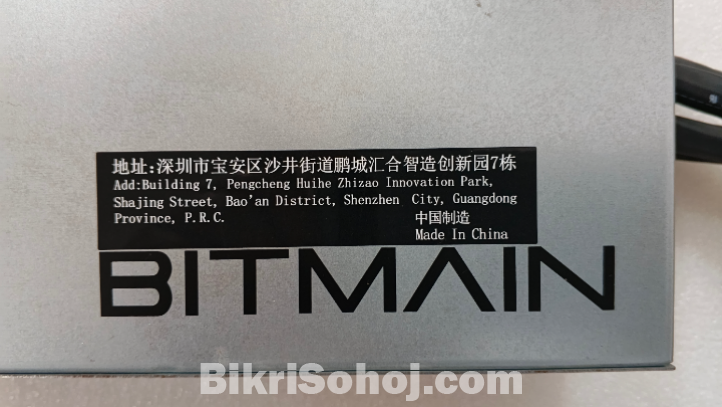 地址:深圳市宝安区沙井街道鹏城汇合智造创新园7栋
Add:Building 7, Pengcheng Huihe Zhizao Innovation Park,
Shajing Street, Bao'an District, Shenzhen City, Guangdong
Province, P.R.C.
中国制造
Made In China
BITMAIN
BikriSohoj.com